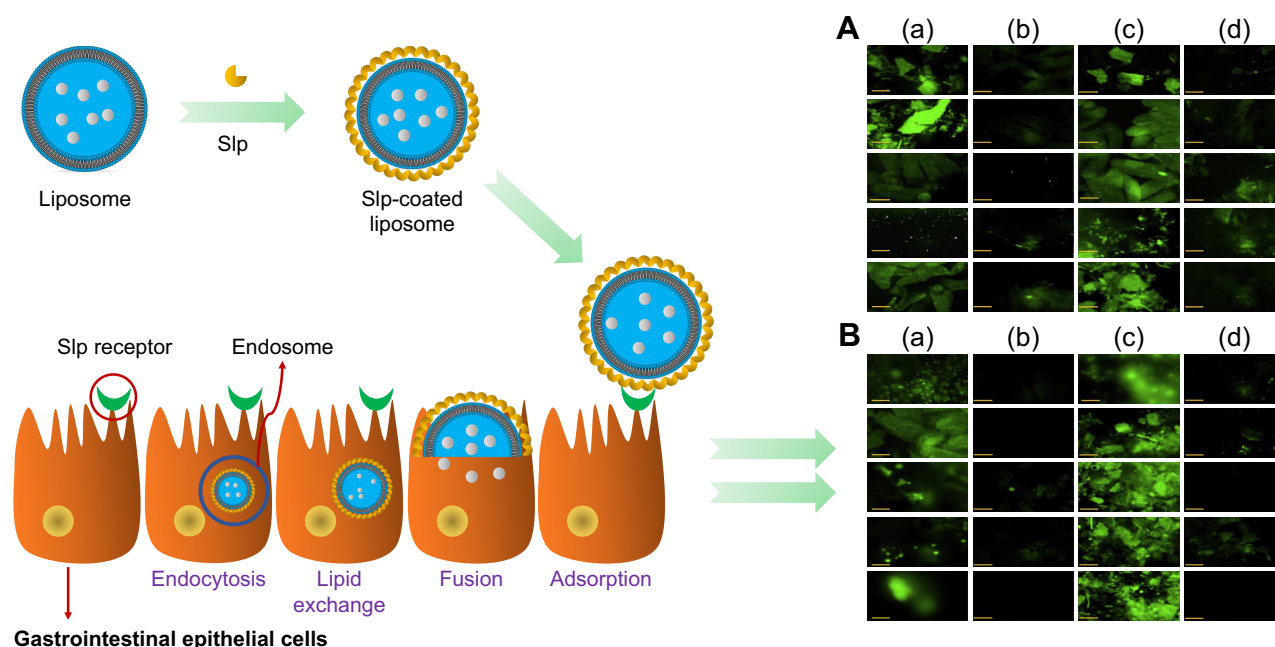 Liposome
Slp
Slp-coated
liposome
Slp receptor
Endosome
Endocytosis
Lipid
exchange
Fusion
Adsorption
Gastrointestinal epithelial cells
A
(a) (b) (c) (d)
B
(a) (b) (c) (d)